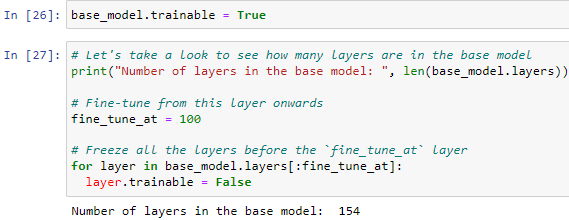 In [26]: base_model.trainable = True
In [27]: # Let's take a look to see how many layers are in the base model
print("Number of layers in the base model: ", len(base_model.layers))
# Fine-tune from this layer onwards
fine_tune_at = 100
# Freeze all the layers before the `fine_tune_at` layer
for layer in base_model.layers[:fine_tune_at]:
  layer.trainable = False
Number of layers in the base model:  154